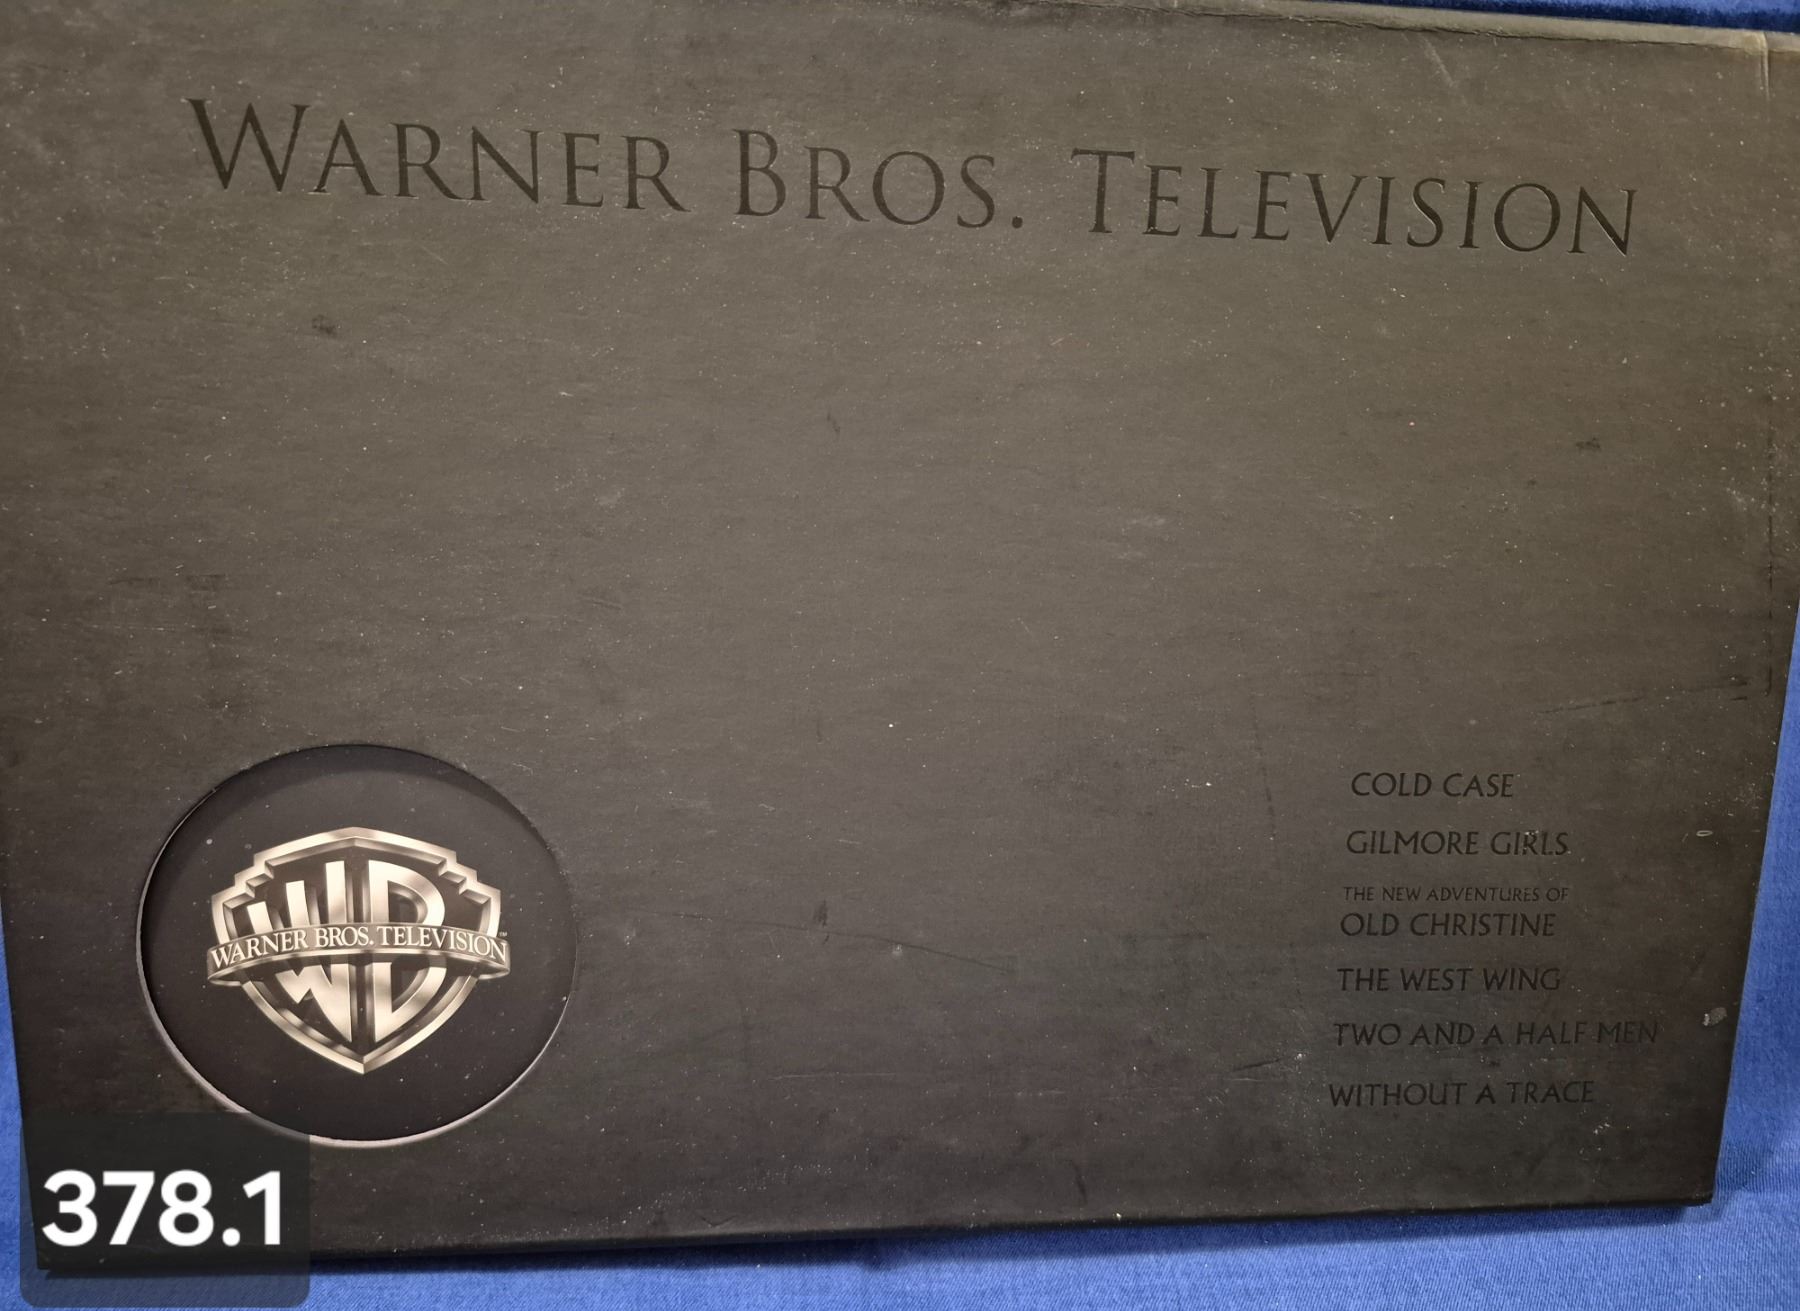 WARNER BROS. TELEVISION
COLD CASE
GILMORE GIRLS
THE NEW ADVENTURES OF
OLD CHRISTINE
THE WEST WING
TWO AND A HALF MEN
WITHOUT A TRACE
WB
WARNER BROS. TELEVISION™
378.1